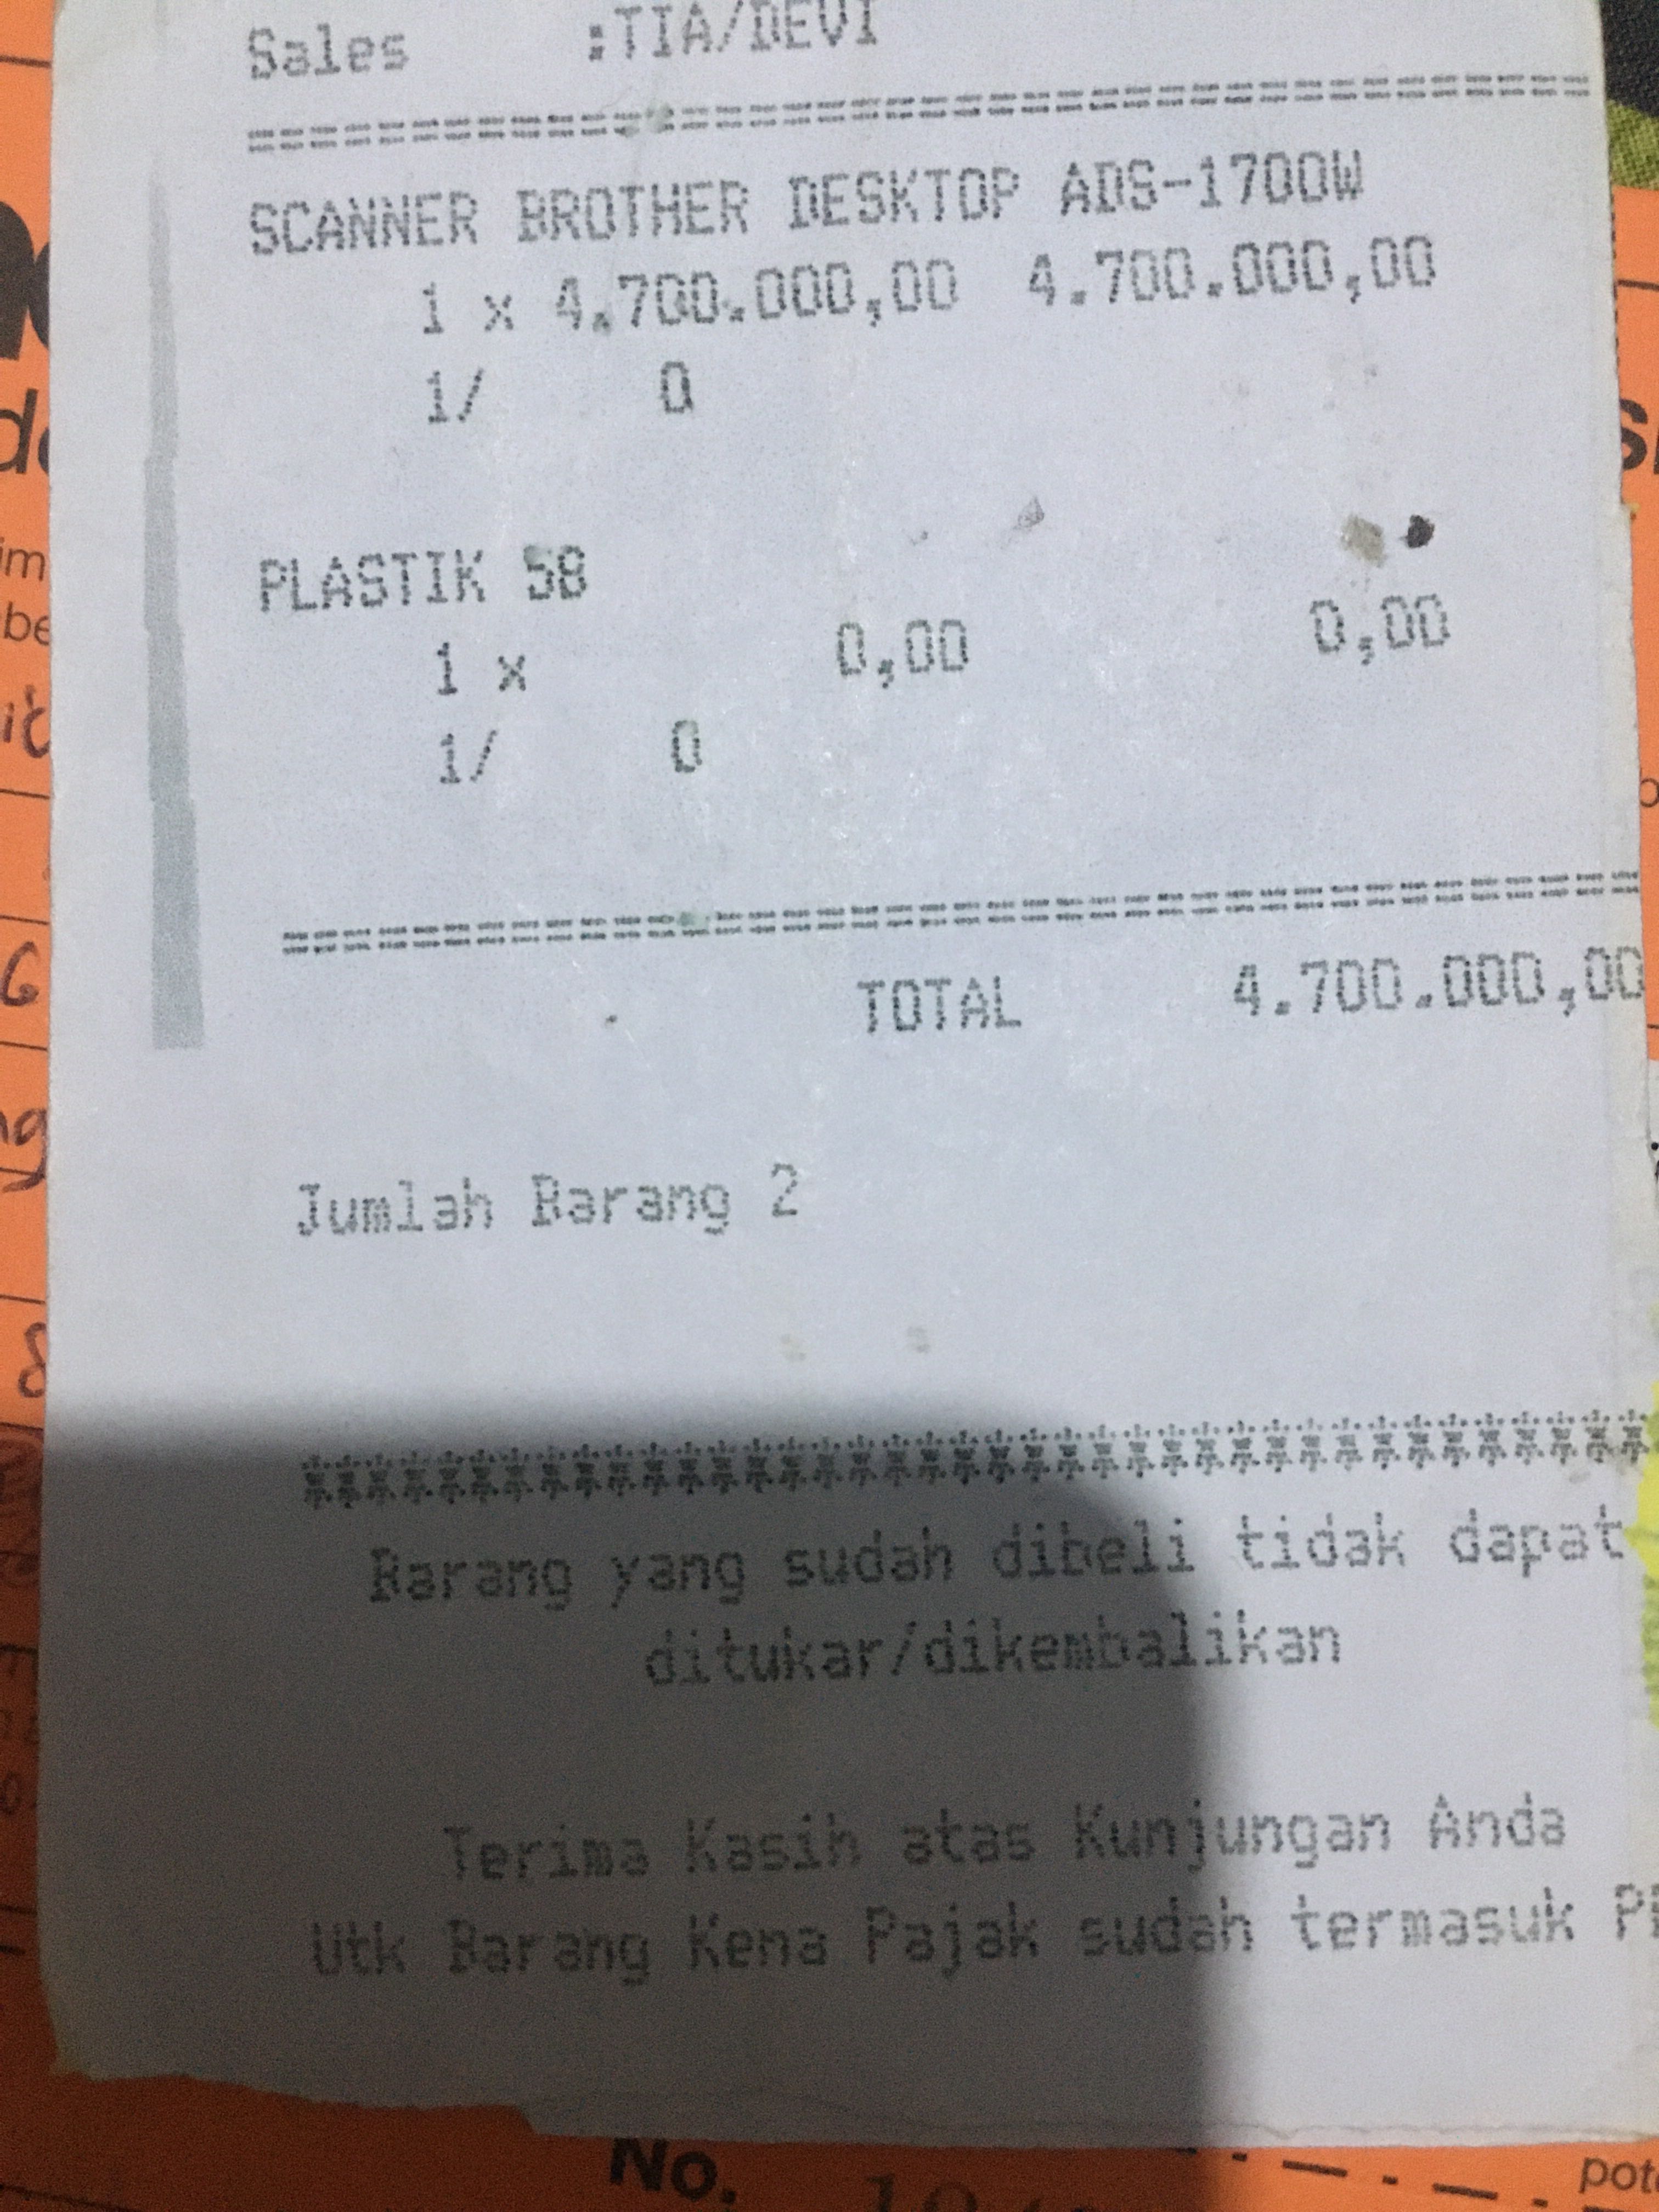 Sales :TIA/DEVI
SCANNER BROTHER DESKTOP ADS-1700W
1 x 4.700.000,00 4.700.000,00
1/ 0
PLASTIK 58
1 x 0,00 0,00
1/ 0
TOTAL 4.700.000,00
Jumlah Barang 2
************************************** 
Barang yang sudah dibeli tidak dapat
ditukar/dikembalikan
Terima Kasih atas Kunjungan Anda
Utk Barang Kena Pajak sudah termasuk
No.